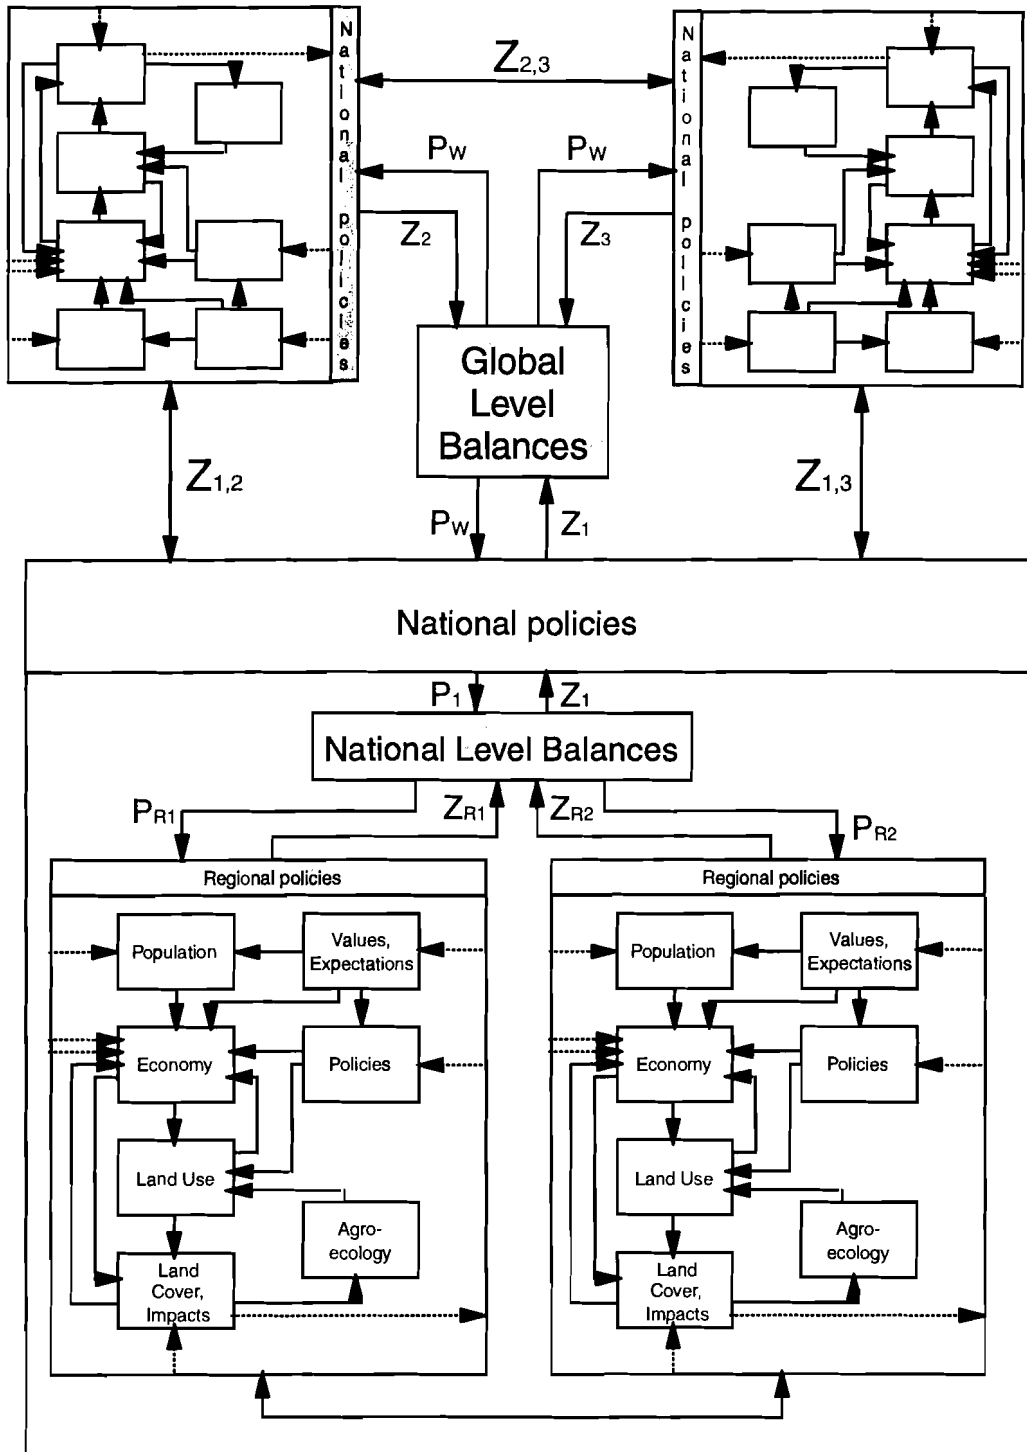 National policies
Z2,3
National policies
PW
PW
Z2
Z3
Global
Level
Balances
Z1,2
Z1,3
PW
Z1
National policies
P1
Z1
National Level Balances
PR1
ZR1
ZR2
PR2
Regional policies
Population
Values,
Expectations
Economy
Policies
Land Use
Agro-
ecology
Land
Cover,
Impacts
Regional policies
Population
Values,
Expectations
Economy
Policies
Land Use
Agro-
ecology
Land
Cover,
Impacts